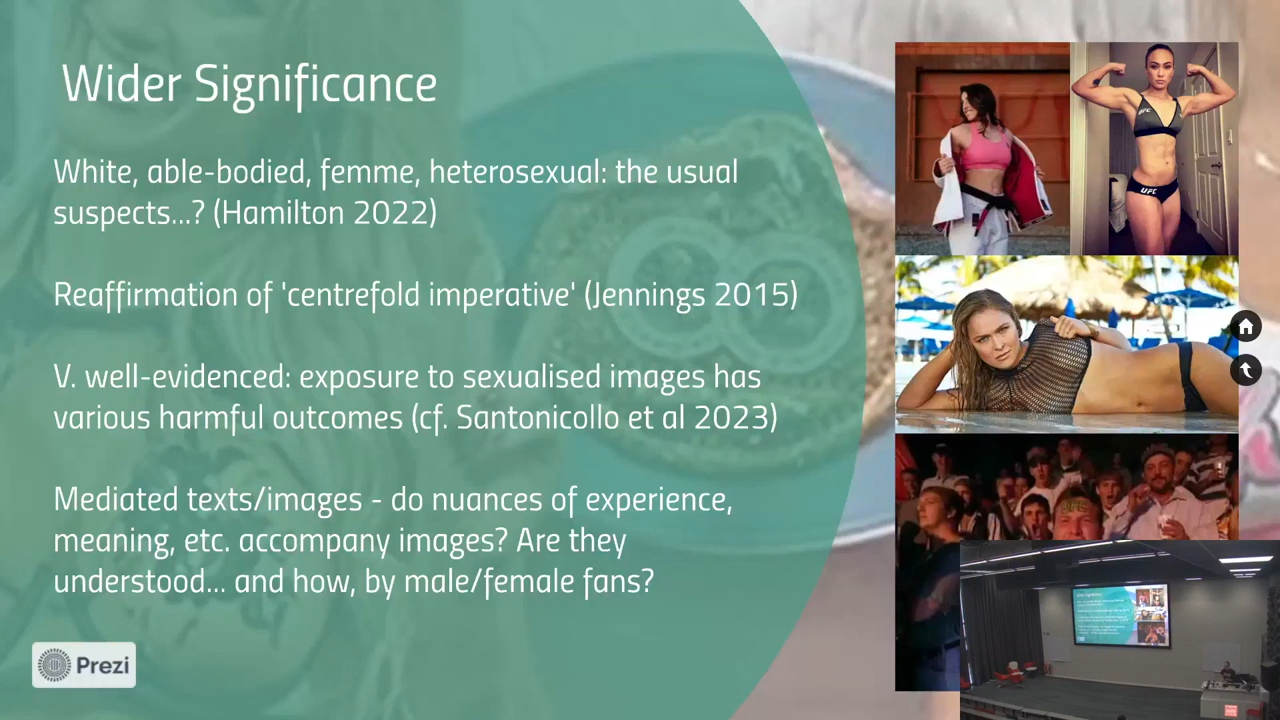 Wider Significance
White, able-bodied, femme, heterosexual: the usual
suspects...? (Hamilton 2022)
Reaffirmation of 'centrefold imperative' (Jennings 2015)
V. well-evidenced: exposure to sexualised images has
various harmful outcomes (cf. Santonicollo et al 2023)
Mediated texts/images - do nuances of experience,
meaning, etc. accompany images? Are they
understood... and how, by male/female fans?
Prezi
UFC
UFC